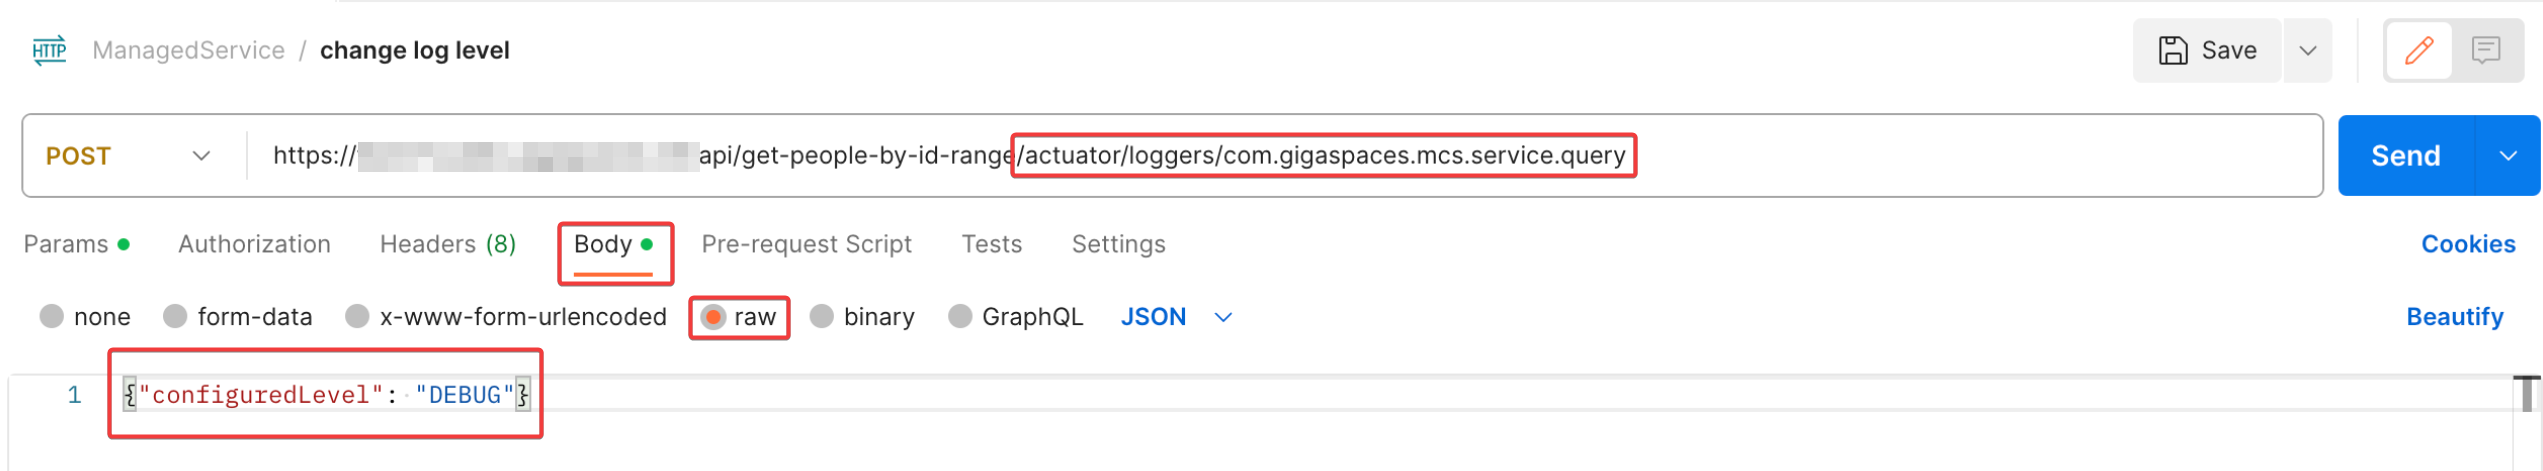 HTTP ManagedService / change log level Save
POST https:// api/get-people-by-id-range/actuator/loggers/com.gigaspaces.mcs.service.query Send
Params Authorization Headers (8) Body Pre-request Script Tests Settings Cookies
none form-data x-www-form-urlencoded raw binary GraphQL JSON Beautify
1 {"configuredLevel": "DEBUG"}